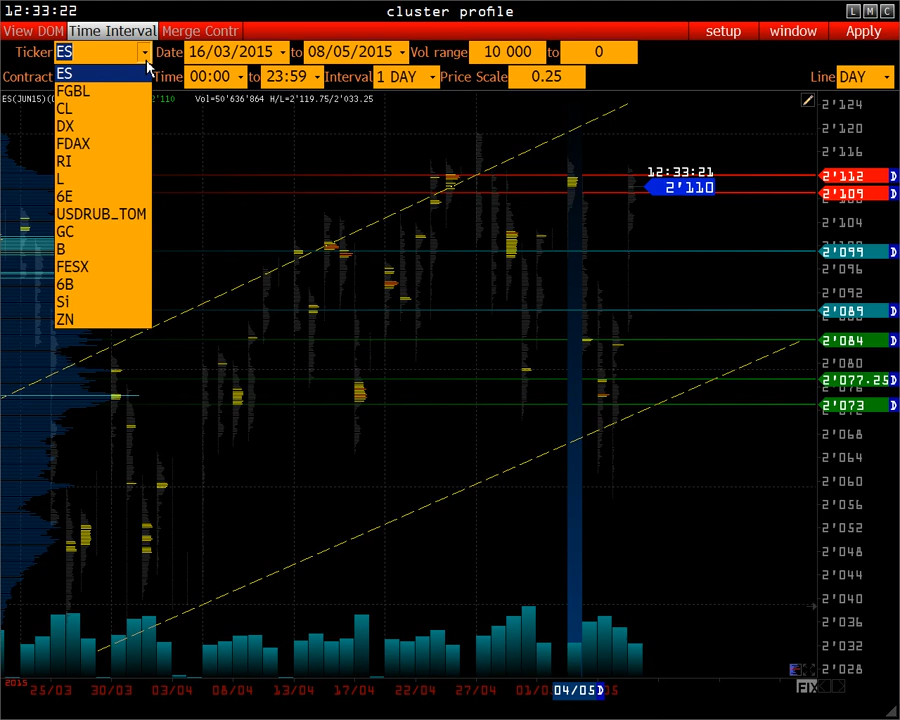 12:33:22 cluster profile L M C
View DOM Time Interval Merge Contr setup window Apply
Ticker ES Date 16/03/2015 to 08/05/2015 Vol range 10 000 to 0
Contract Time 00:00 to 23:59 Interval 1 DAY Price Scale 0.25 Line DAY
ES
FGBL
CL
DX
FDAX
RI
L
6E
USDRUB_TOM
GC
B
FESX
6B
Si
ZN
ES(JUN15)(
2'110 Vol=50'636'864 H/L=2'119.75/2'033.25
12:33:21
2'110
2'124
2'120
2'116
2'112 D
2'109 D
2'104
2'099 D
2'096
2'092
2'089 D
2'084 D
2'080
2'077.25 D
2'073 D
2'068
2'064
2'060
2'056
2'052
2'048
2'044
2'040
2'036
2'032
2'028
2015
25/03 30/03 03/04 08/04 13/04 17/04 22/04 27/04 04/05 D
FIX